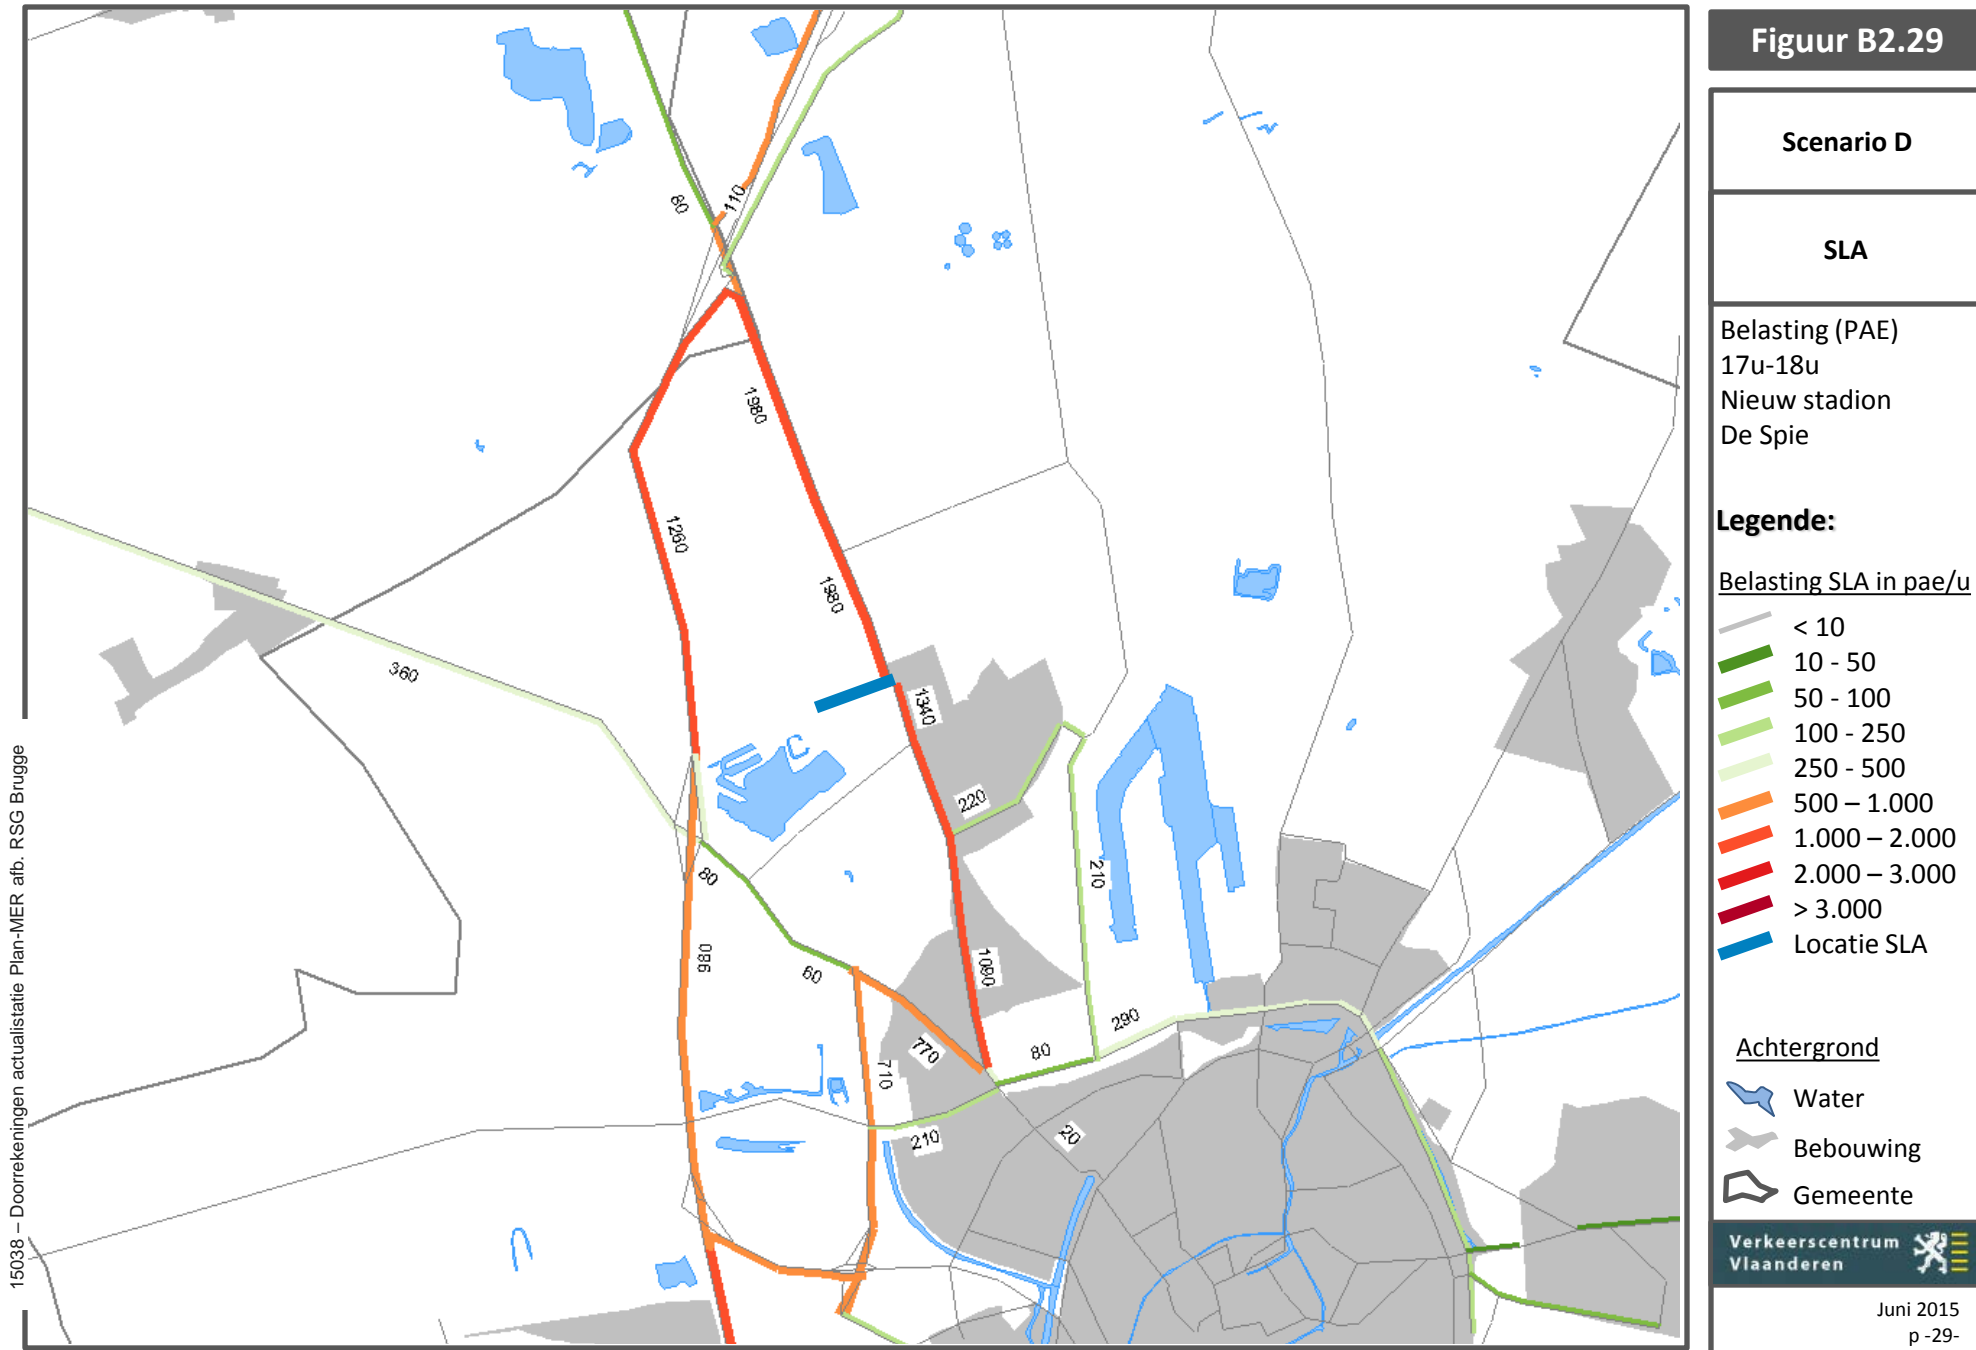 Figuur B2.29
Scenario D
SLA
Belasting (PAE)
17u-18u
Nieuw stadion
De Spie
Legende:
Belasting SLA in pae/u
< 10
10 - 50
50 - 100
100 - 250
250 - 500
500 – 1.000
1.000 – 2.000
2.000 – 3.000
> 3.000
Locatie SLA
Achtergrond
Water
Bebouwing
Gemeente
Verkeerscentrum
Vlaanderen
Juni 2015
p -29-
15038 – Doorrekeningen actualistatie Plan-MER afb. RSG Brugge
80
110
1980
1260
1980
360
1340
220
210
80
980
60
1080
290
80
770
710
210
20